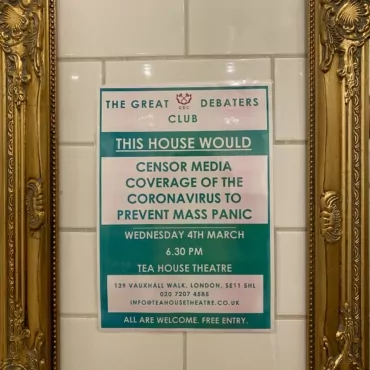 THE GREAT GDC DEBATERS
CLUB
THIS HOUSE WOULD
CENSOR MEDIA
COVERAGE OF THE
CORONAVIRUS TO
PREVENT MASS PANIC
WEDNESDAY 4TH MARCH
6.30 PM
TEA HOUSE THEATRE
139 VAUXHALL WALK, LONDON, SE11 5HL
020 7207 4585
INFO@TEAHOUSETHEATRE.CO.UK
ALL ARE WELCOME. FREE ENTRY.